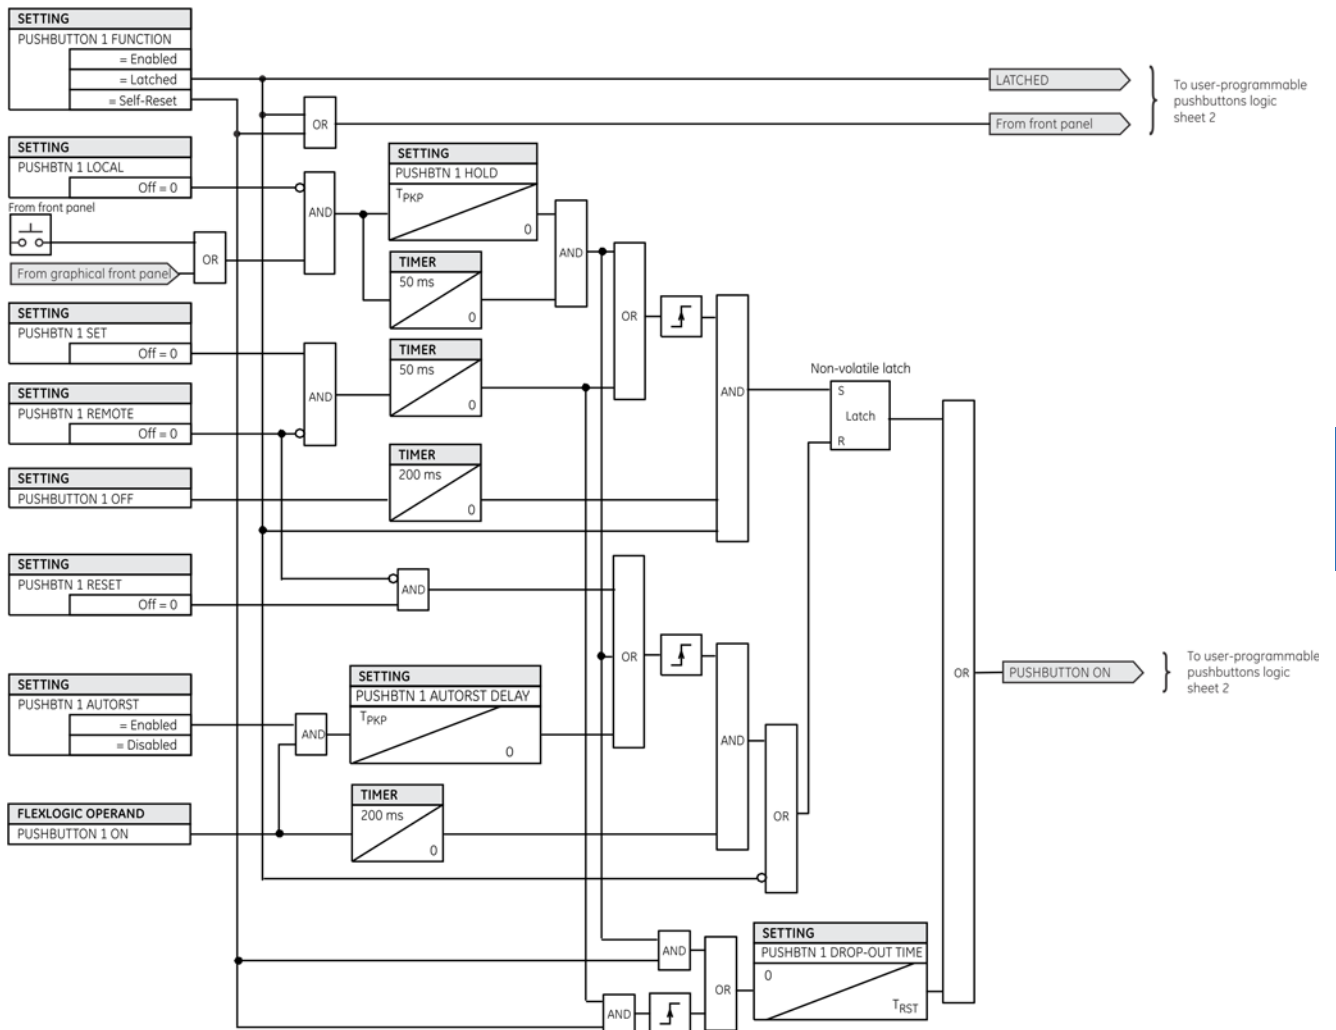 SETTING
PUSHBUTTON 1 FUNCTION
= Enabled
= Latched
= Self-Reset
LATCHED
To user-programmable
pushbuttons logic
sheet 2
OR
From front panel
SETTING
PUSHBTN 1 LOCAL
Off = 0
SETTING
PUSHBTN 1 HOLD
TPKP
0
AND
From front panel
OR
From graphical front panel
AND
TIMER
50 ms
0
OR
SETTING
PUSHBTN 1 SET
Off = 0
TIMER
50 ms
0
AND
SETTING
PUSHBTN 1 REMOTE
Off = 0
AND
Non-volatile latch
S
Latch
R
TIMER
200 ms
0
SETTING
PUSHBUTTON 1 OFF
SETTING
PUSHBTN 1 RESET
Off = 0
AND
OR
OR
PUSHBUTTON ON
To user-programmable
pushbuttons logic
sheet 2
SETTING
PUSHBTN 1 AUTORST
= Enabled
= Disabled
AND
SETTING
PUSHBTN 1 AUTORST DELAY
TPKP
0
AND
OR
FLEXLOGIC OPERAND
PUSHBUTTON 1 ON
TIMER
200 ms
0
AND
OR
SETTING
PUSHBTN 1 DROP-OUT TIME
0
TRST
AND